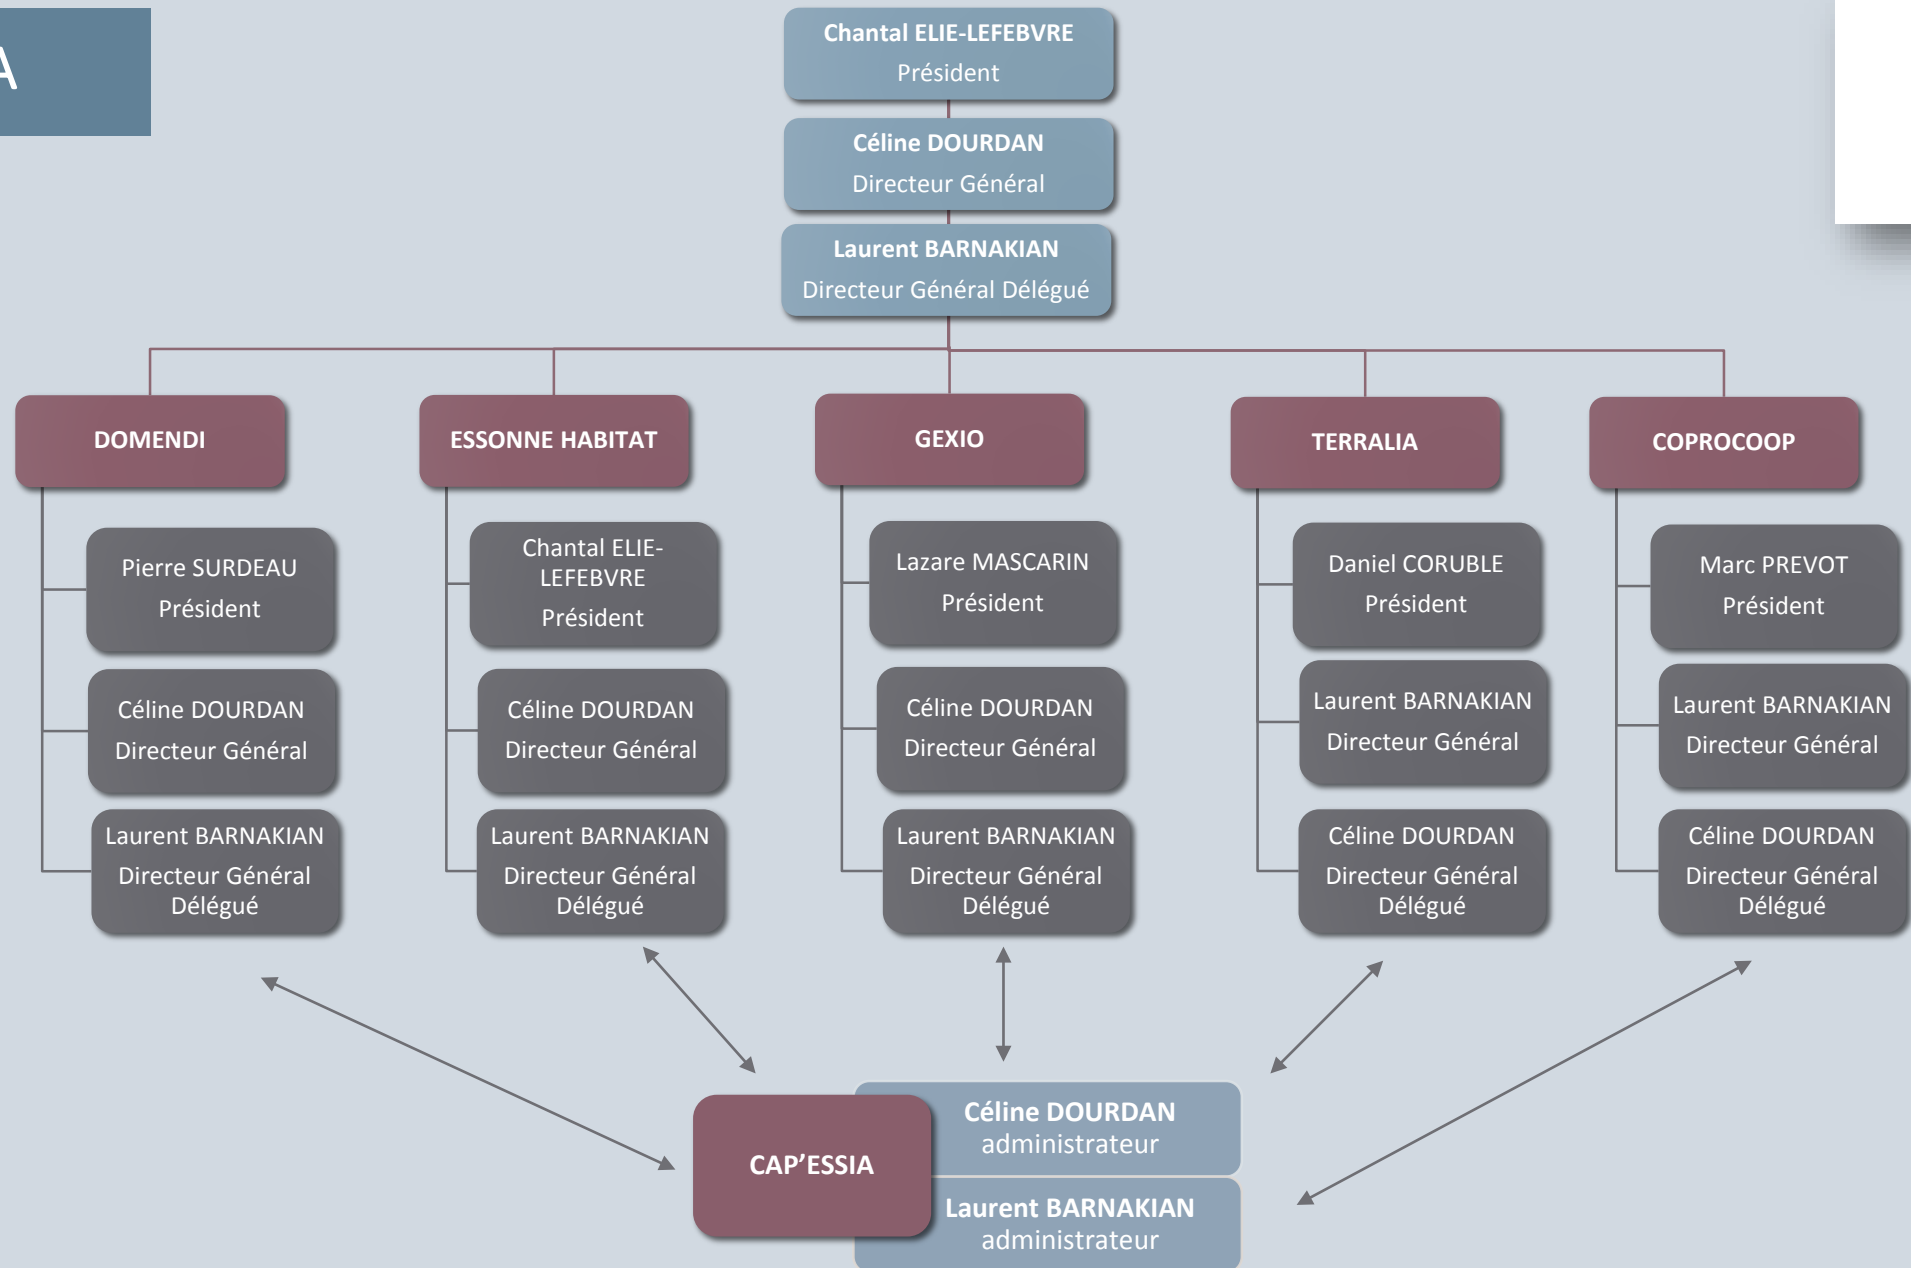 A
Chantal ELIE-LEFEBVRE
Président
Céline DOURDAN
Directeur Général
Laurent BARNAKIAN
Directeur Général Délégué
DOMENDI
Pierre SURDEAU
Président
Céline DOURDAN
Directeur Général
Laurent BARNAKIAN
Directeur Général
Délégué
ESSONNE HABITAT
Chantal ELIE-
LEFEBVRE
Président
Céline DOURDAN
Directeur Général
Laurent BARNAKIAN
Directeur Général
Délégué
GEXIO
Lazare MASCARIN
Président
Céline DOURDAN
Directeur Général
Laurent BARNAKIAN
Directeur Général
Délégué
TERRALIA
Daniel CORUBLE
Président
Laurent BARNAKIAN
Directeur Général
Céline DOURDAN
Directeur Général
Délégué
COPROCOOP
Marc PREVOT
Président
Laurent BARNAKIAN
Directeur Général
Céline DOURDAN
Directeur Général
Délégué
CAP’ESSIA
Céline DOURDAN
administrateur
Laurent BARNAKIAN
administrateur